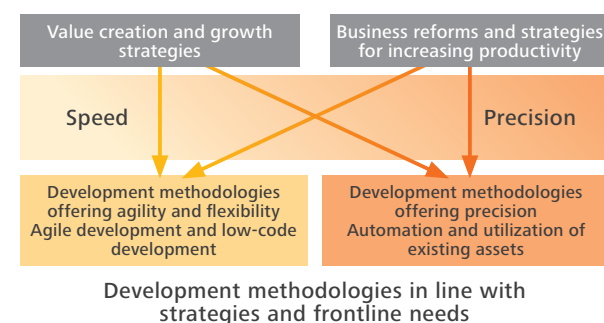 Value creation and growth
strategies
Business reforms and strategies
for increasing productivity
Speed
Precision
Development methodologies
offering agility and flexibility
Agile development and low-code
development
Development methodologies
offering precision
Automation and utilization of
existing assets
Development methodologies in line with
strategies and frontline needs